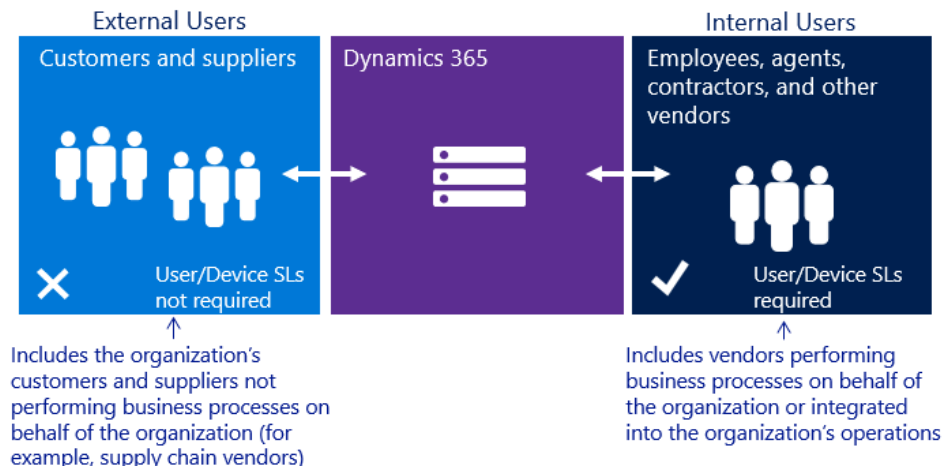 External Users
Internal Users
Customers and suppliers
Dynamics 365
Employees, agents,
contractors, and other
vendors
User/Device SLs
not required
User/Device SLs
required
Includes the organization’s
customers and suppliers not
performing business processes on
behalf of the organization (for
example, supply chain vendors)
Includes vendors performing
business processes on behalf of
the organization or integrated
into the organization’s operations